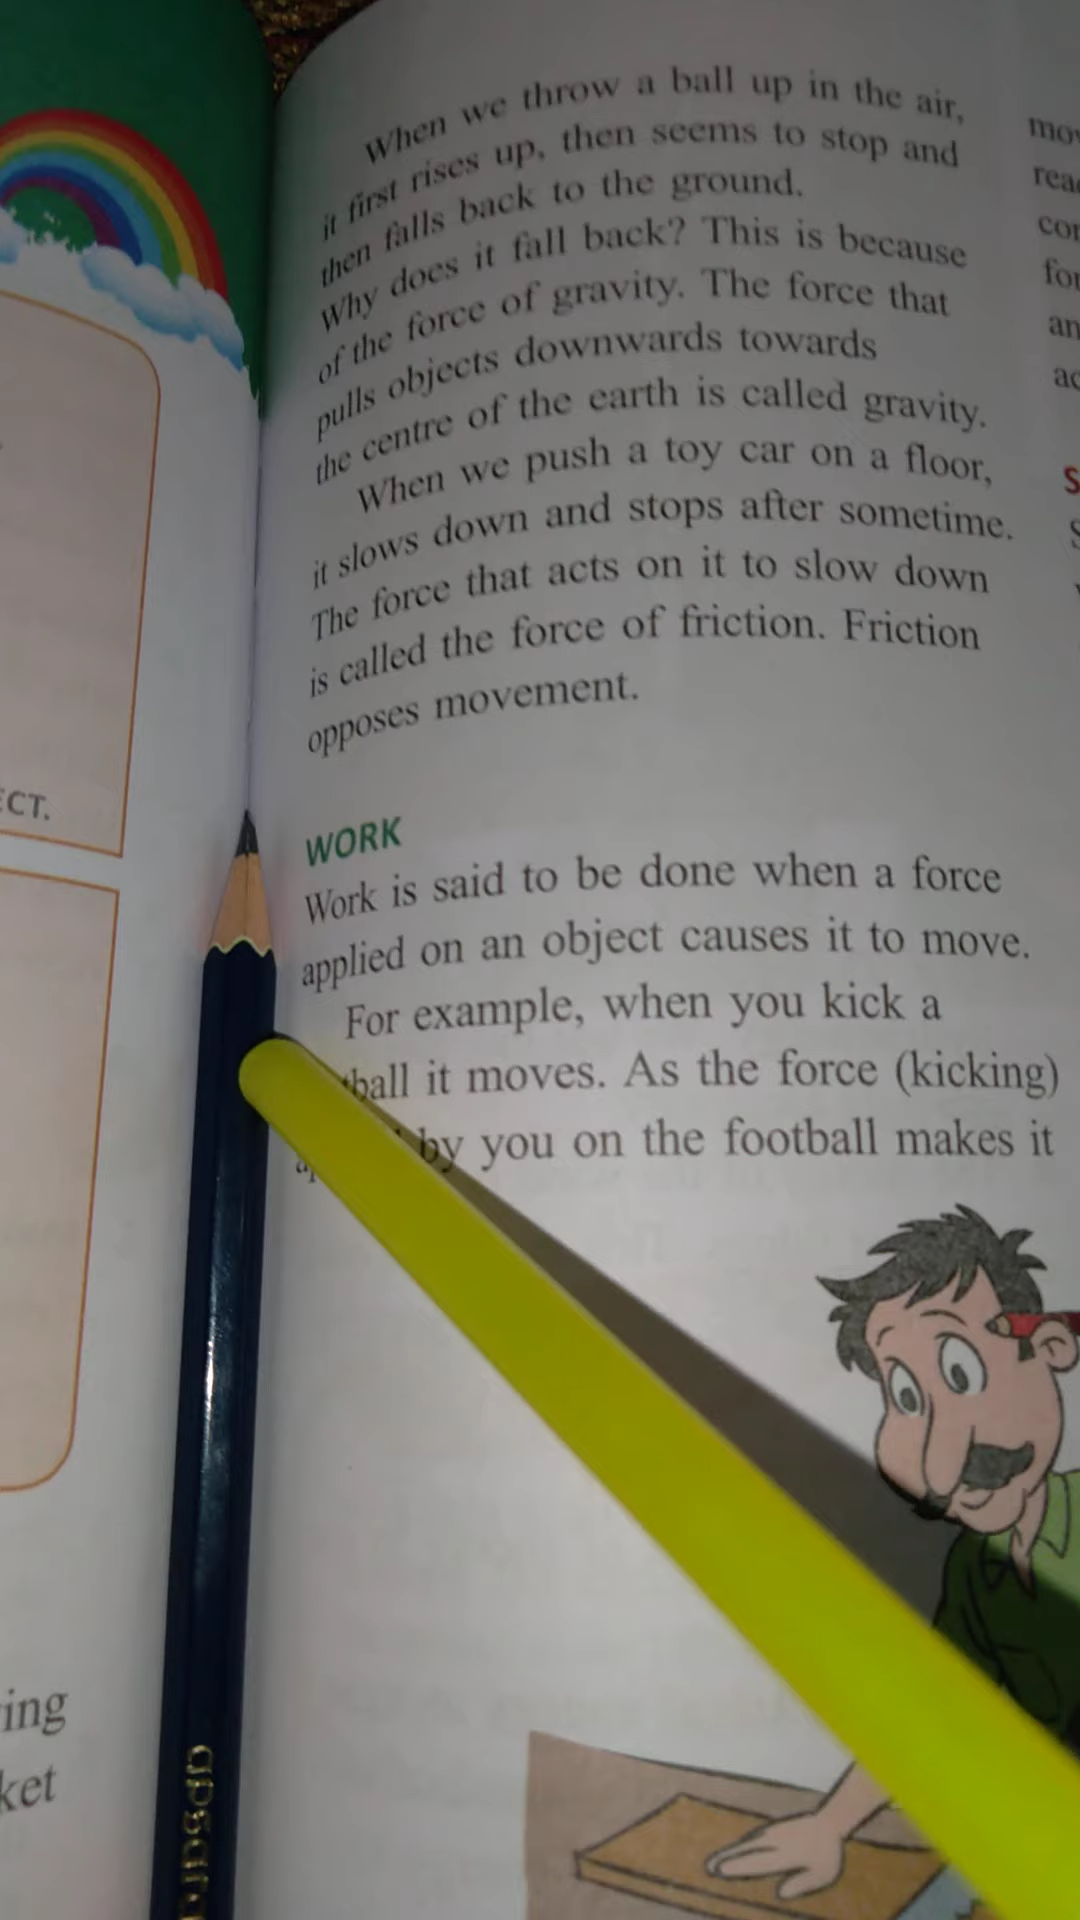 When we throw a ball up in the air,
it first rises up, then seems to stop and
then falls back to the ground.
Why does it fall back? This is because
of the force of gravity. The force that
pulls objects downwards towards
the centre of the earth is called gravity.
When we push a toy car on a floor,
it slows down and stops after sometime.
The force that acts on it to slow down
is called the force of friction. Friction
opposes movement.
WORK
Work is said to be done when a force
applied on an object causes it to move.
For example, when you kick a
it moves. As the force (kicking)
by you on the football makes it